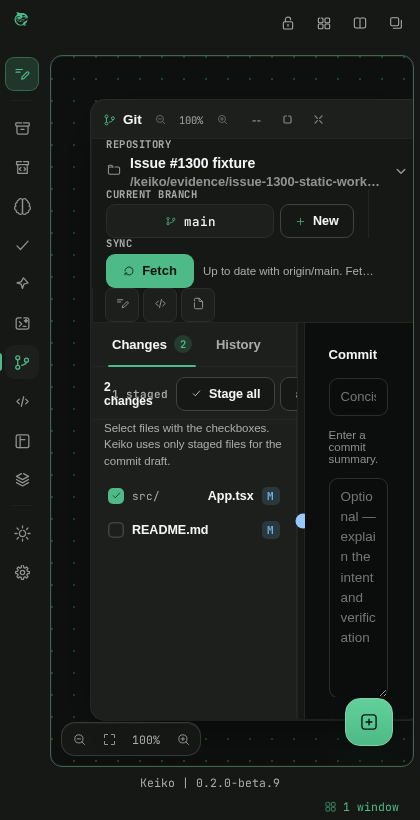 Git 100%
REPOSITORY
Issue #1300 fixture
/keiko/evidence/issue-1300-static-work…
CURRENT BRANCH
main + New
SYNC
Fetch Up to date with origin/main. Fet…
Changes 2 History
2 changes
1 staged
Stage all
Select files with the checkboxes.
Keiko uses only staged files for the
commit draft.
src/ App.tsx M
README.md M
Commit
Concis
Enter a
commit
summary.
Optio
nal —
explai
n the
intent
and
verific
ation
100%
Keiko | 0.2.0-beta.9
1 window